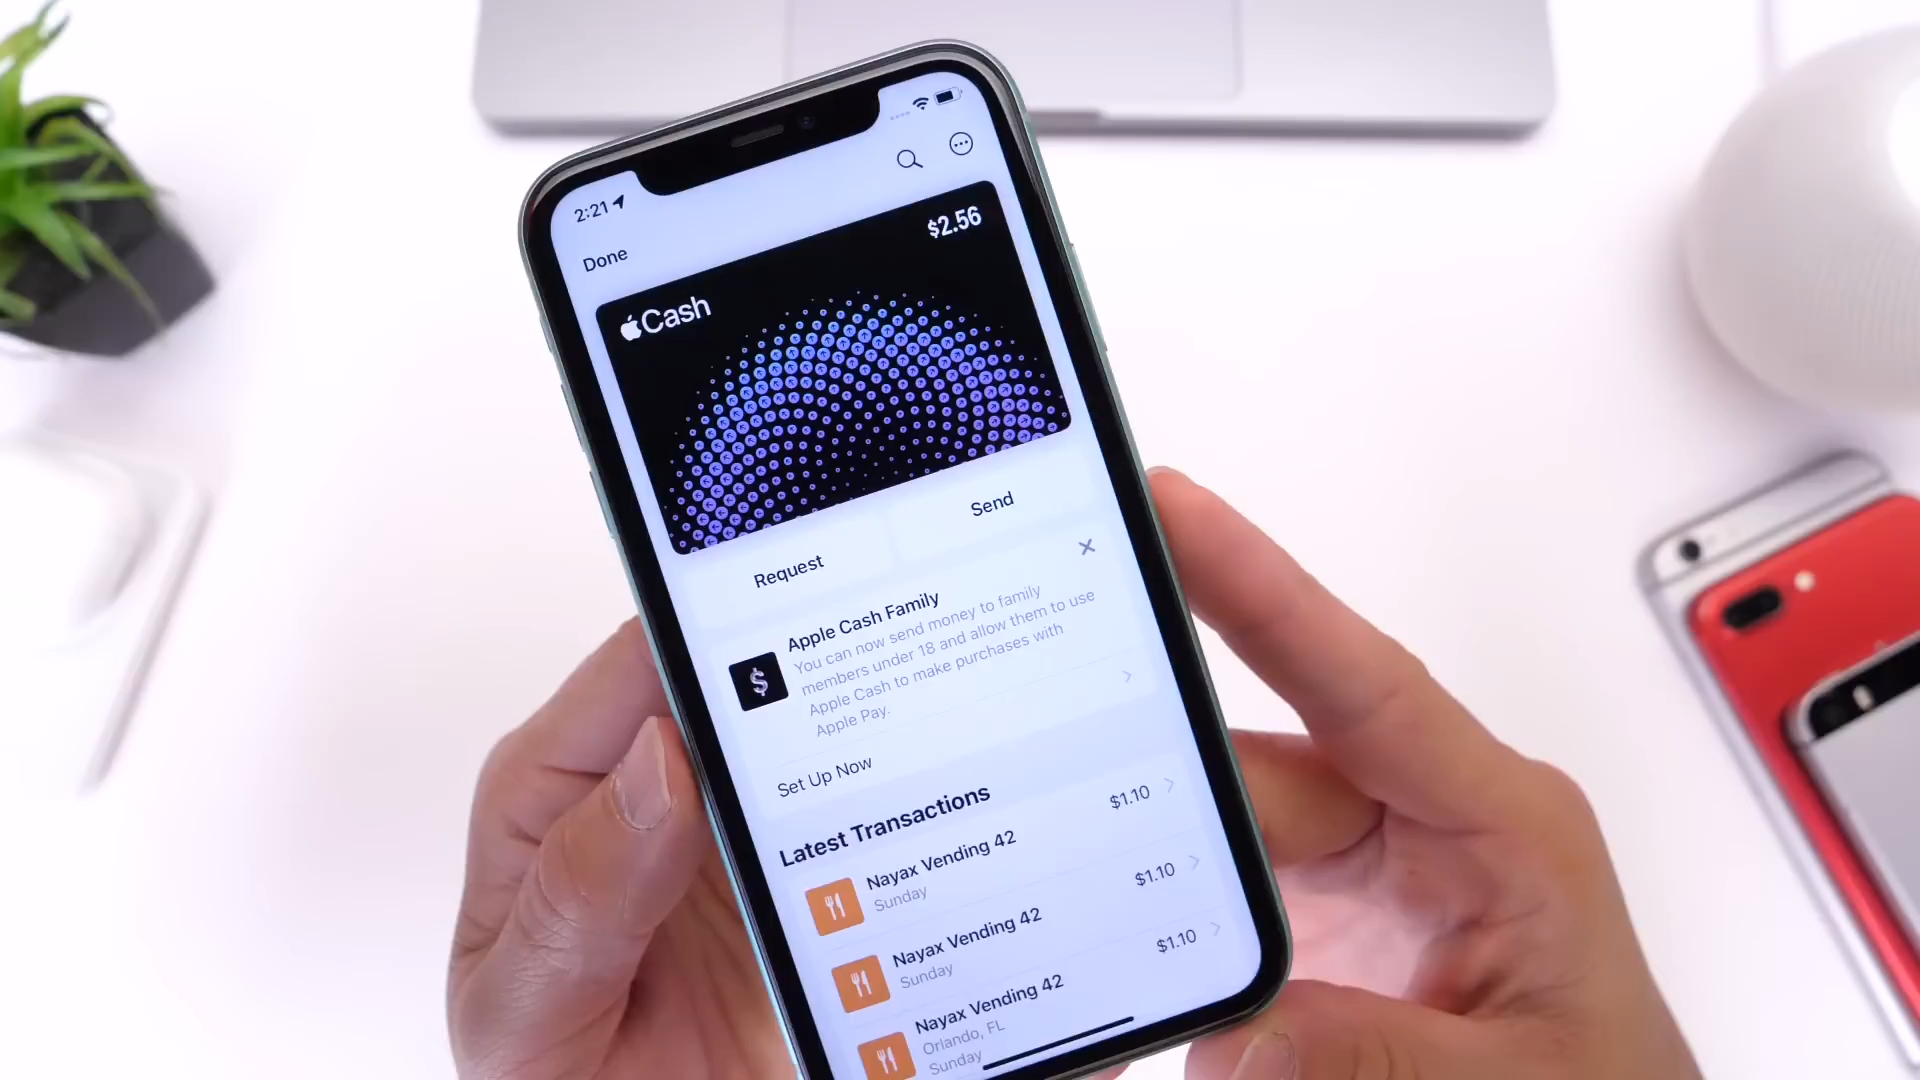 2:21
Done
$2.56
Cash
Request
Send
Apple Cash Family
You can now send money to family
members under 18 and allow them to use
Apple Cash to make purchases with
Apple Pay.
$
Set Up Now
Latest Transactions
Nayax Vending 42
$1.10
Sunday
Nayax Vending 42
$1.10
Sunday
Nayax Vending 42
$1.10
Orlando, FL
Sunday